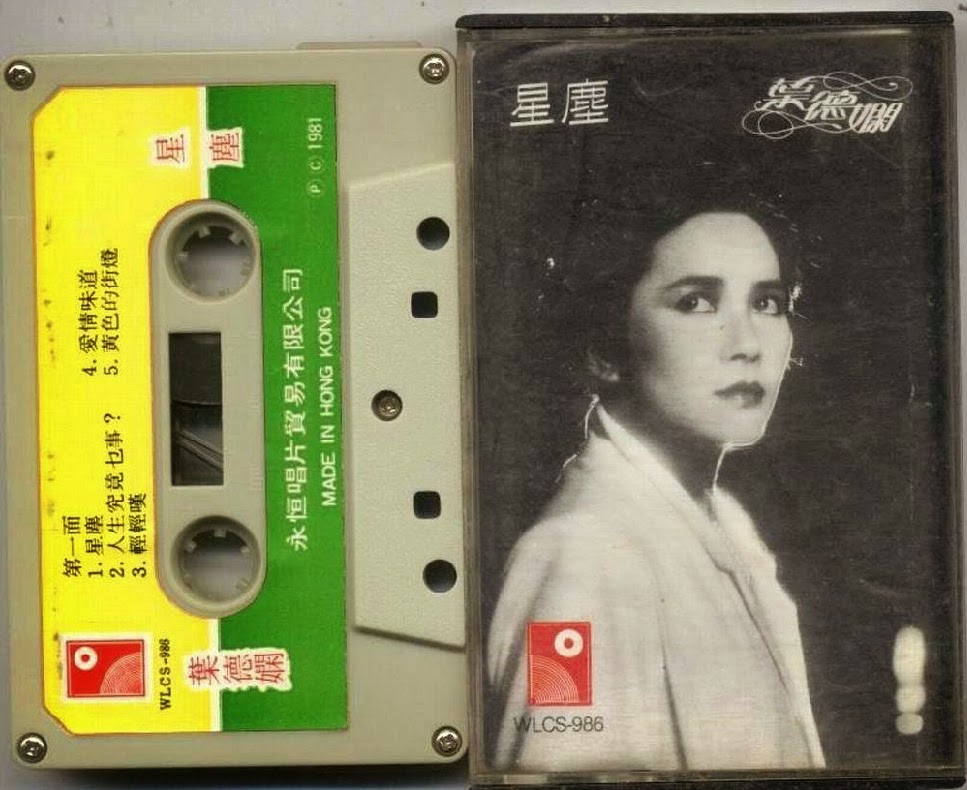 星塵
℗ © 1981
第一面
1. 星塵
2. 人生究竟乜事？
3. 輕輕嘆
4. 愛情味道
5. 黃色的街燈
永恒唱片貿易有限公司
MADE IN HONG KONG
WLCS-986
葉德嫻
星塵
葉德嫻
WLCS-986